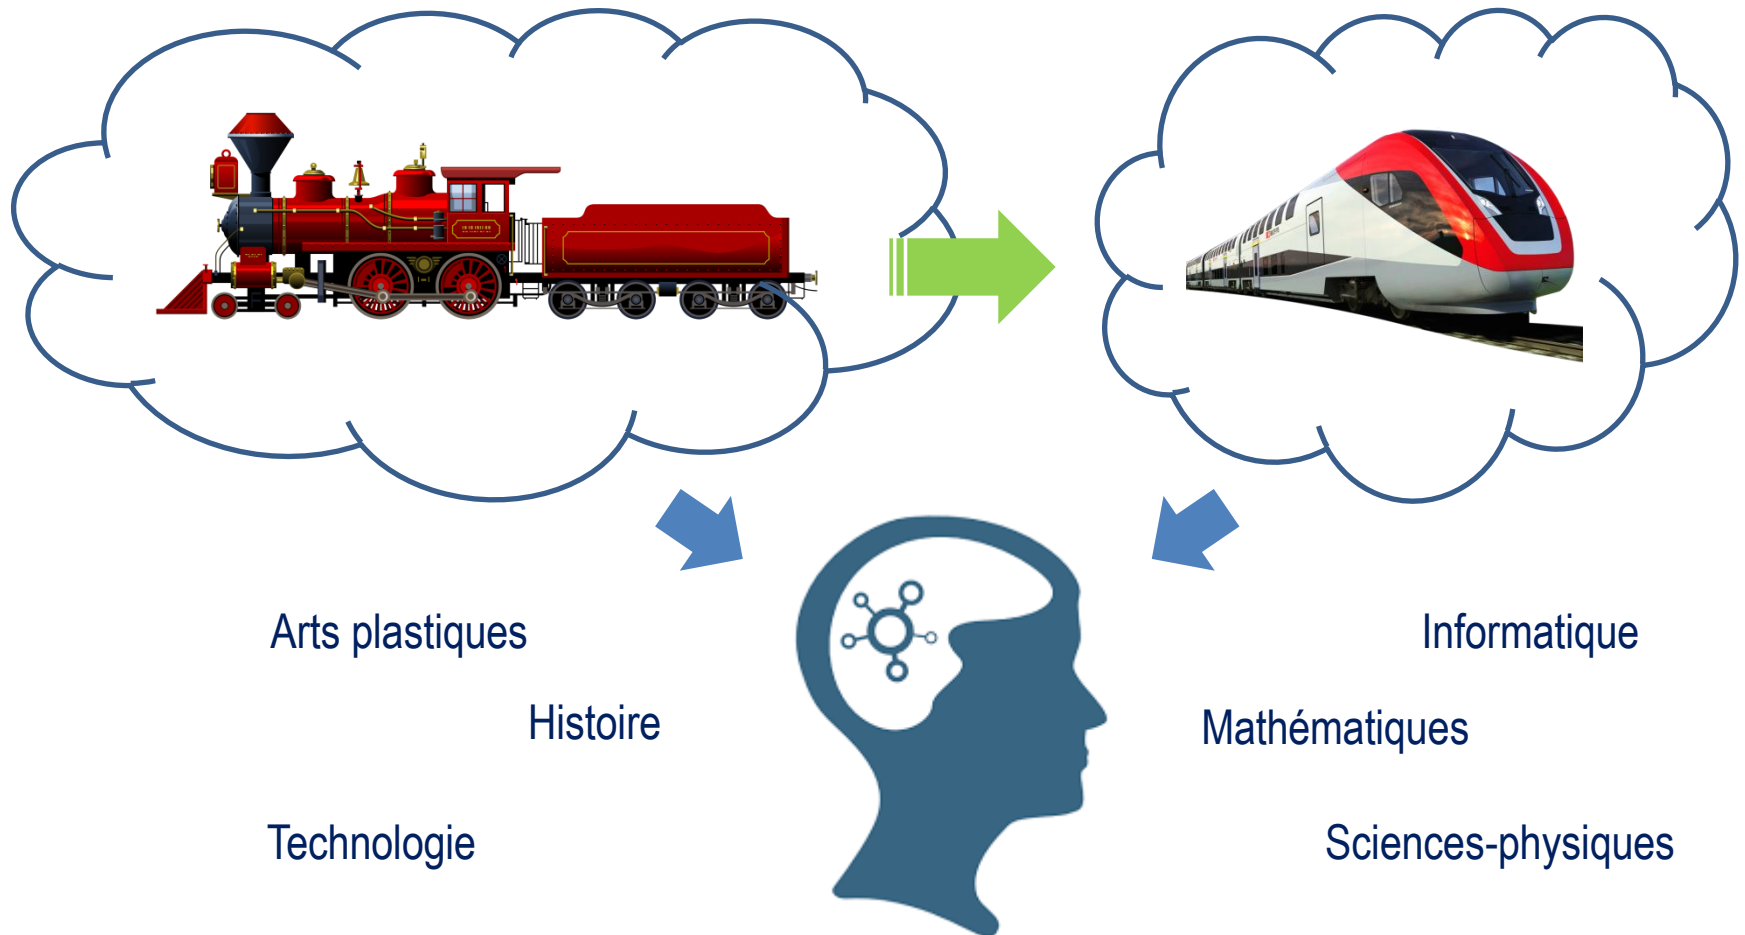 Arts plastiques
Informatique
Histoire
Mathématiques
Technologie
Sciences-physiques